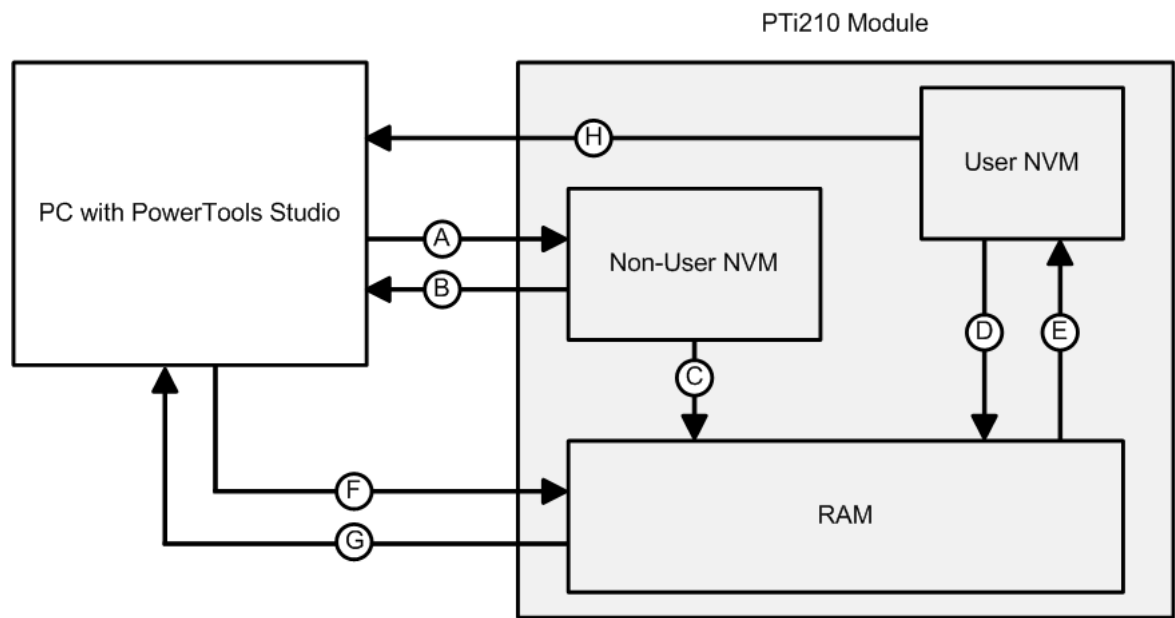 PTi210 Module
H
User NVM
PC with PowerTools Studio
A
Non-User NVM
B
D
E
C
F
RAM
G